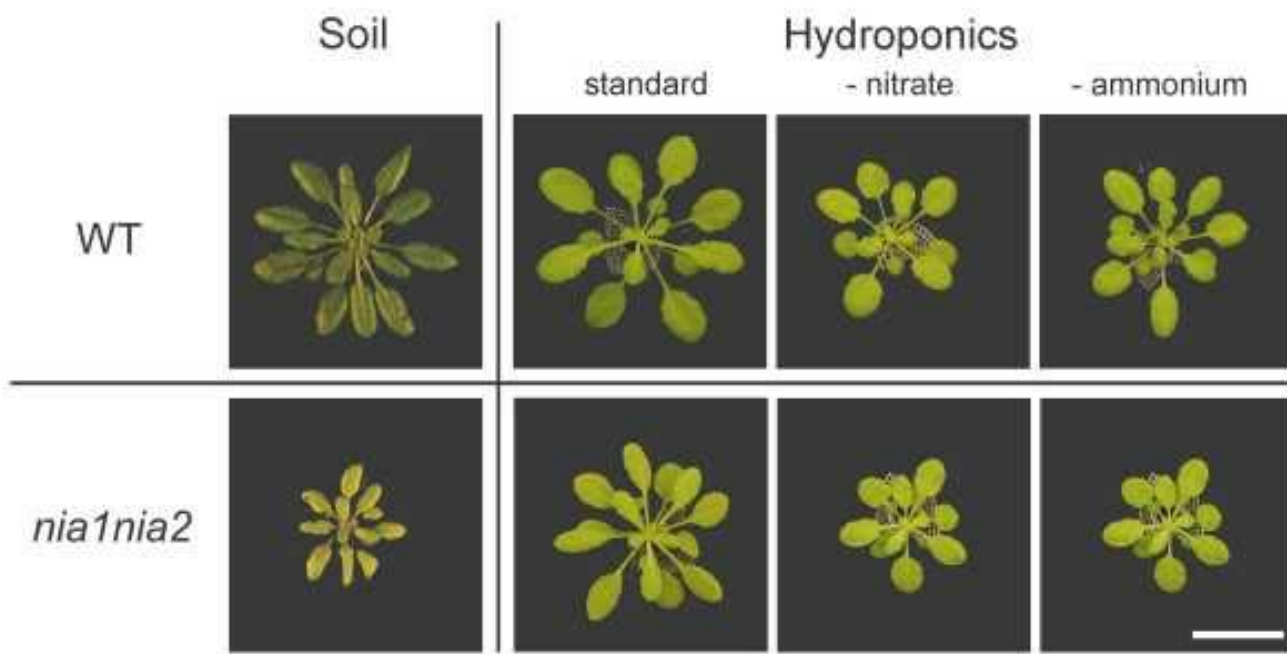 Soil
Hydroponics
standard
- nitrate
- ammonium
WT
nia1nia2